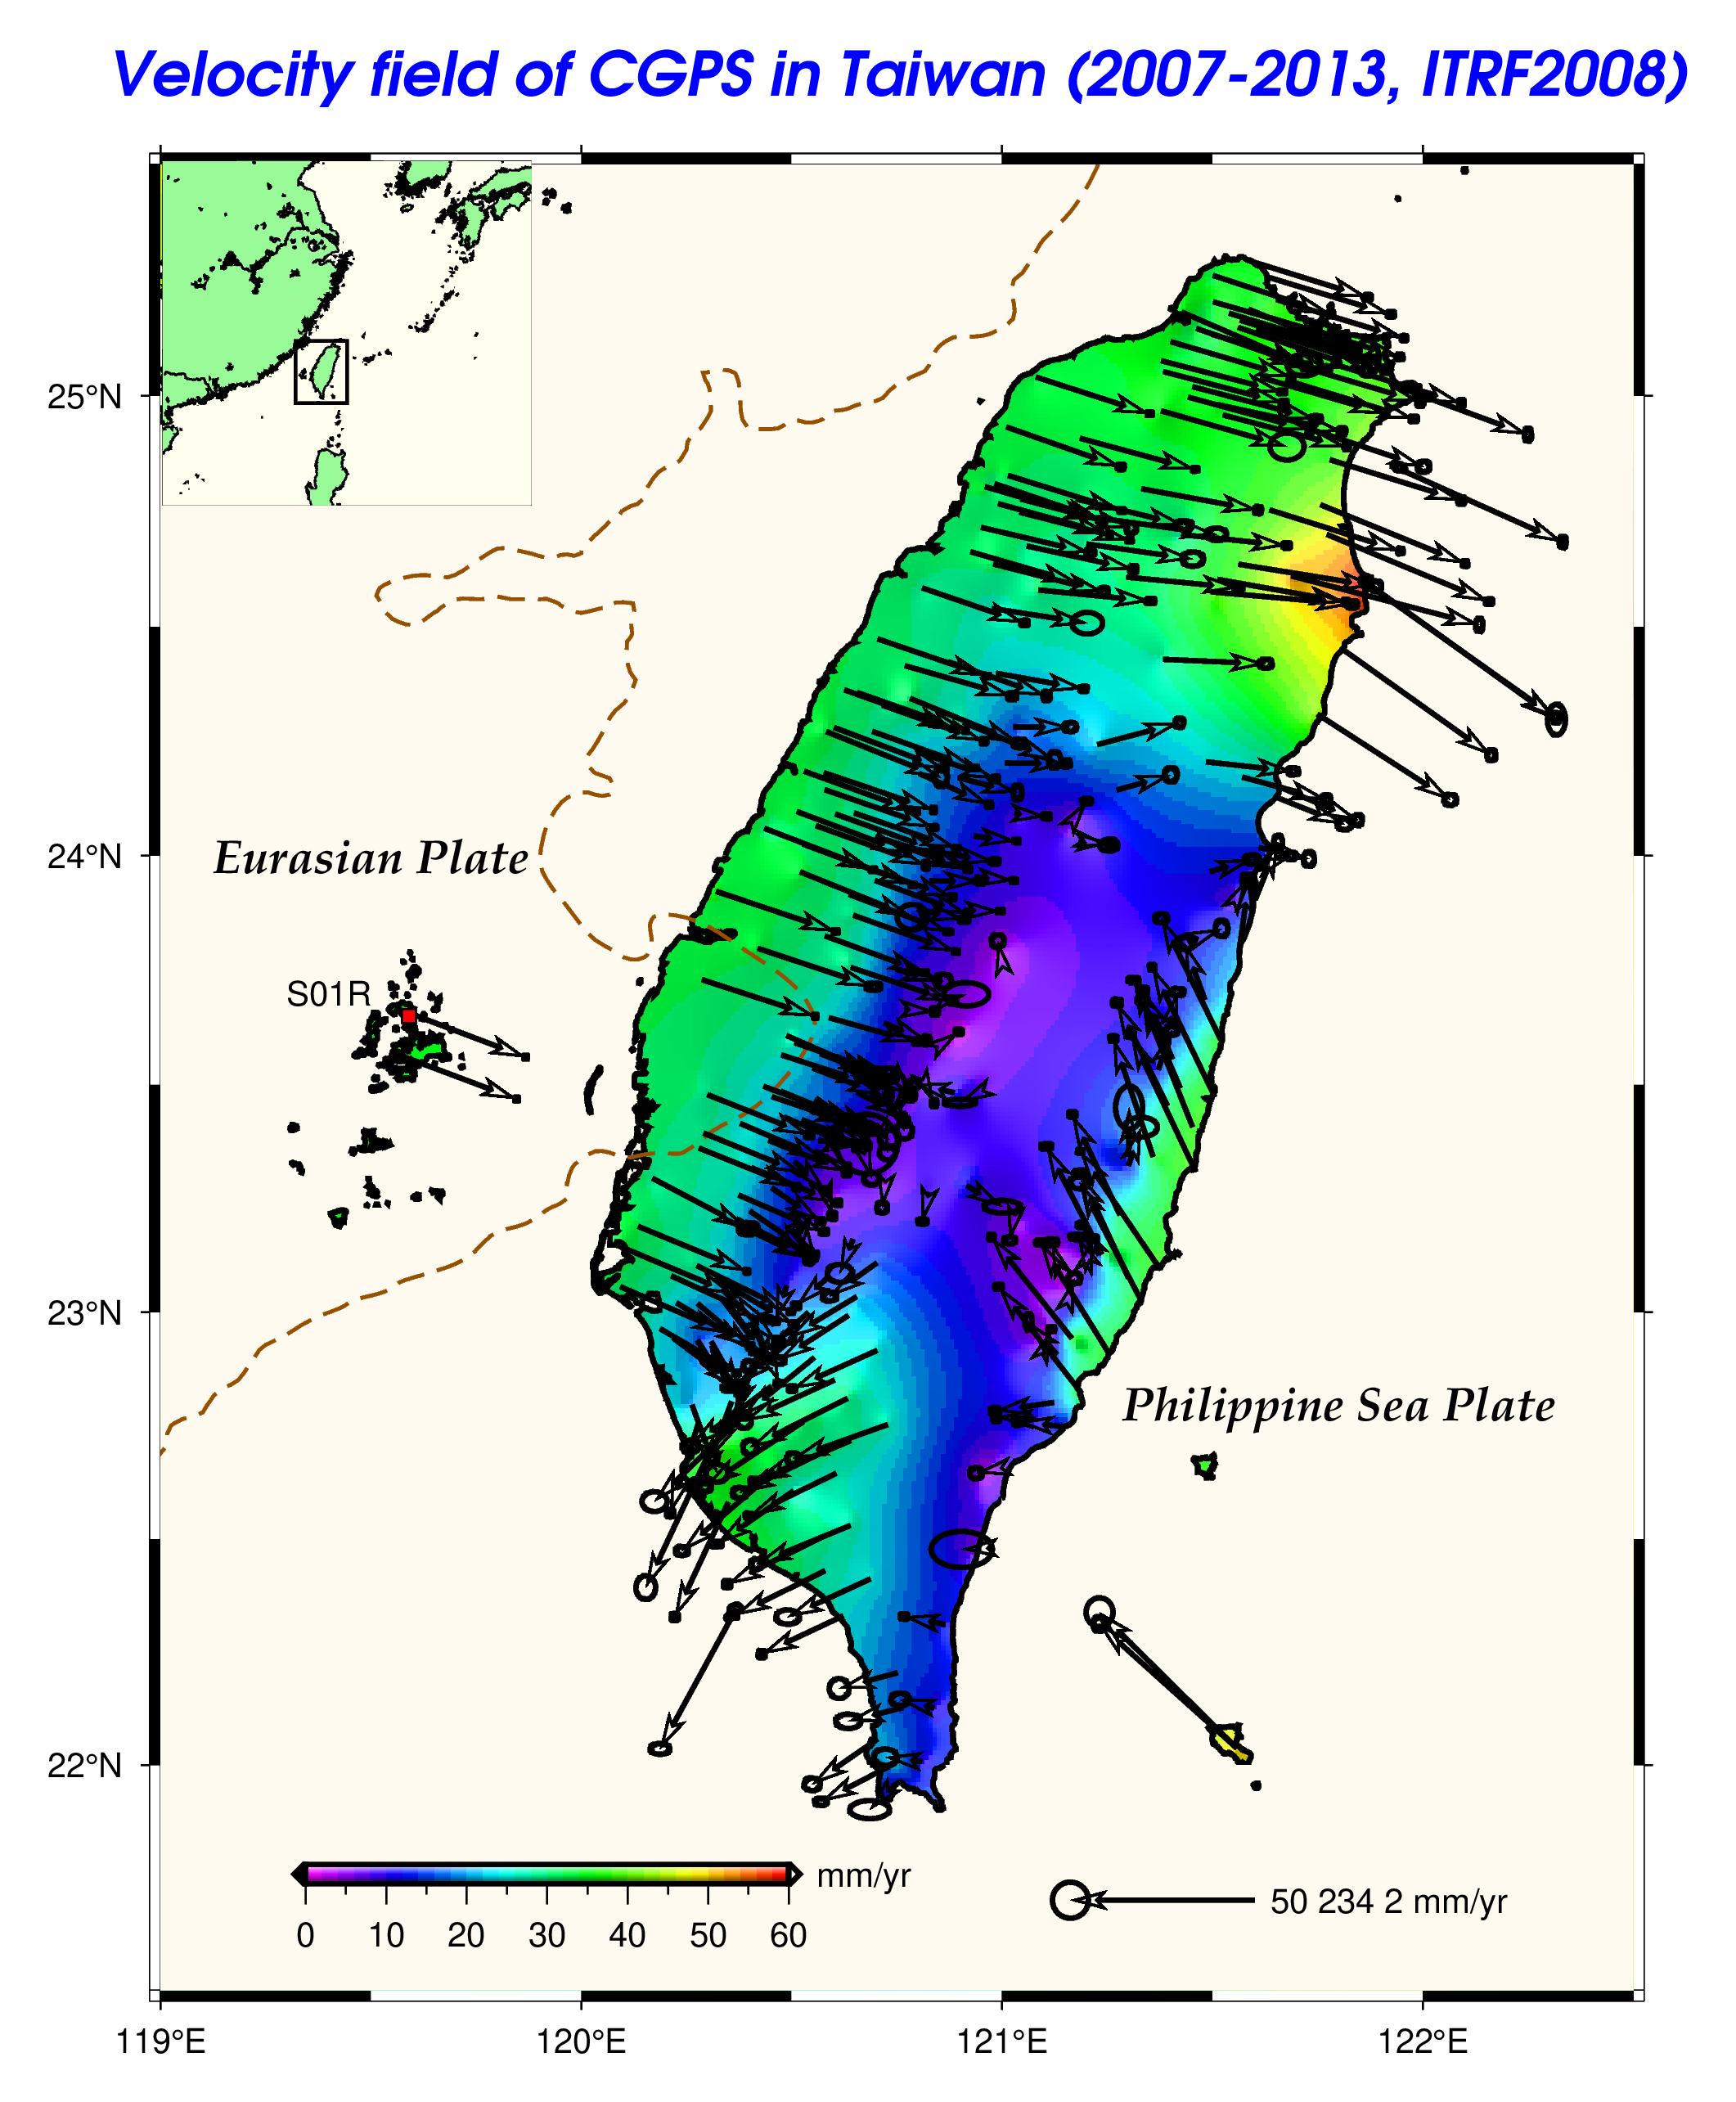 Velocity field of CGPS in Taiwan (2007-2013, ITRF2008)
25°N
24°N
Eurasian Plate
S01R
23°N
Philippine Sea Plate
22°N
mm/yr
50 234 2 mm/yr
0 10 20 30 40 50 60
119°E 120°E 121°E 122°E